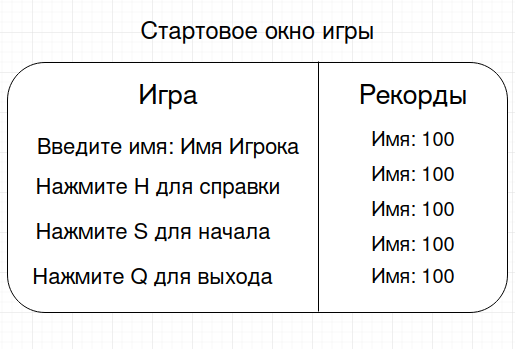 Стартовое окно игры
Игра
Введите имя: Имя Игрока
Нажмите H для справки
Нажмите S для начала
Нажмите Q для выхода
Рекорды
Имя: 100
Имя: 100
Имя: 100
Имя: 100
Имя: 100